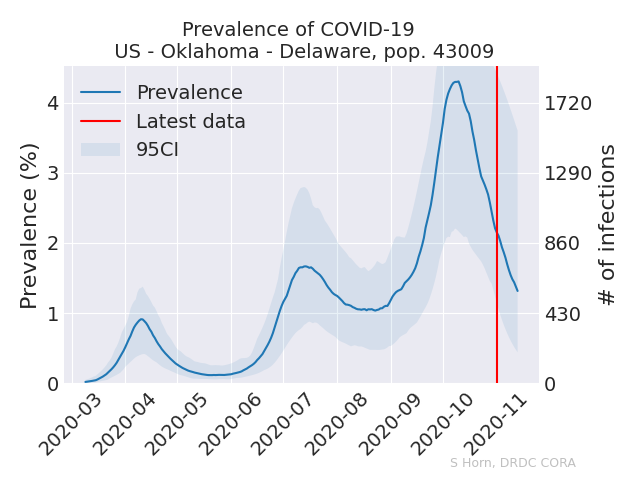 Prevalence of COVID-19
US - Oklahoma - Delaware, pop. 43009
Prevalence
Latest data
95CI
Prevalence (%)
4
3
2
1
0
1720
1290
860
430
0
# of infections
2020-03
2020-04
2020-05
2020-06
2020-07
2020-08
2020-09
2020-10
2020-11
S Horn, DRDC CORA